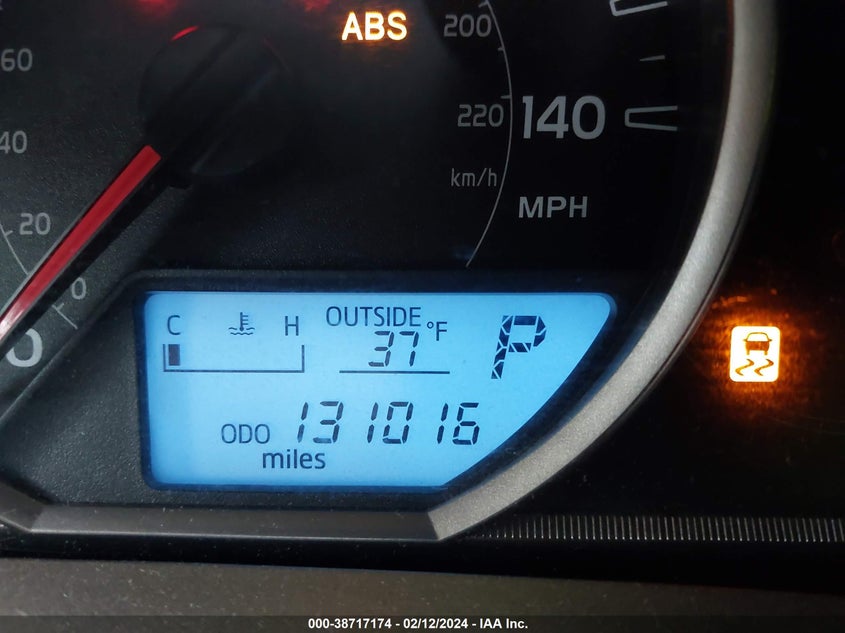 ABS
200
60
220 140
40
km/h
MPH
20
0
0
C H OUTSIDE
37 °F P
ODO 131016
miles
000-38717174 - 02/12/2024 - IAA Inc.